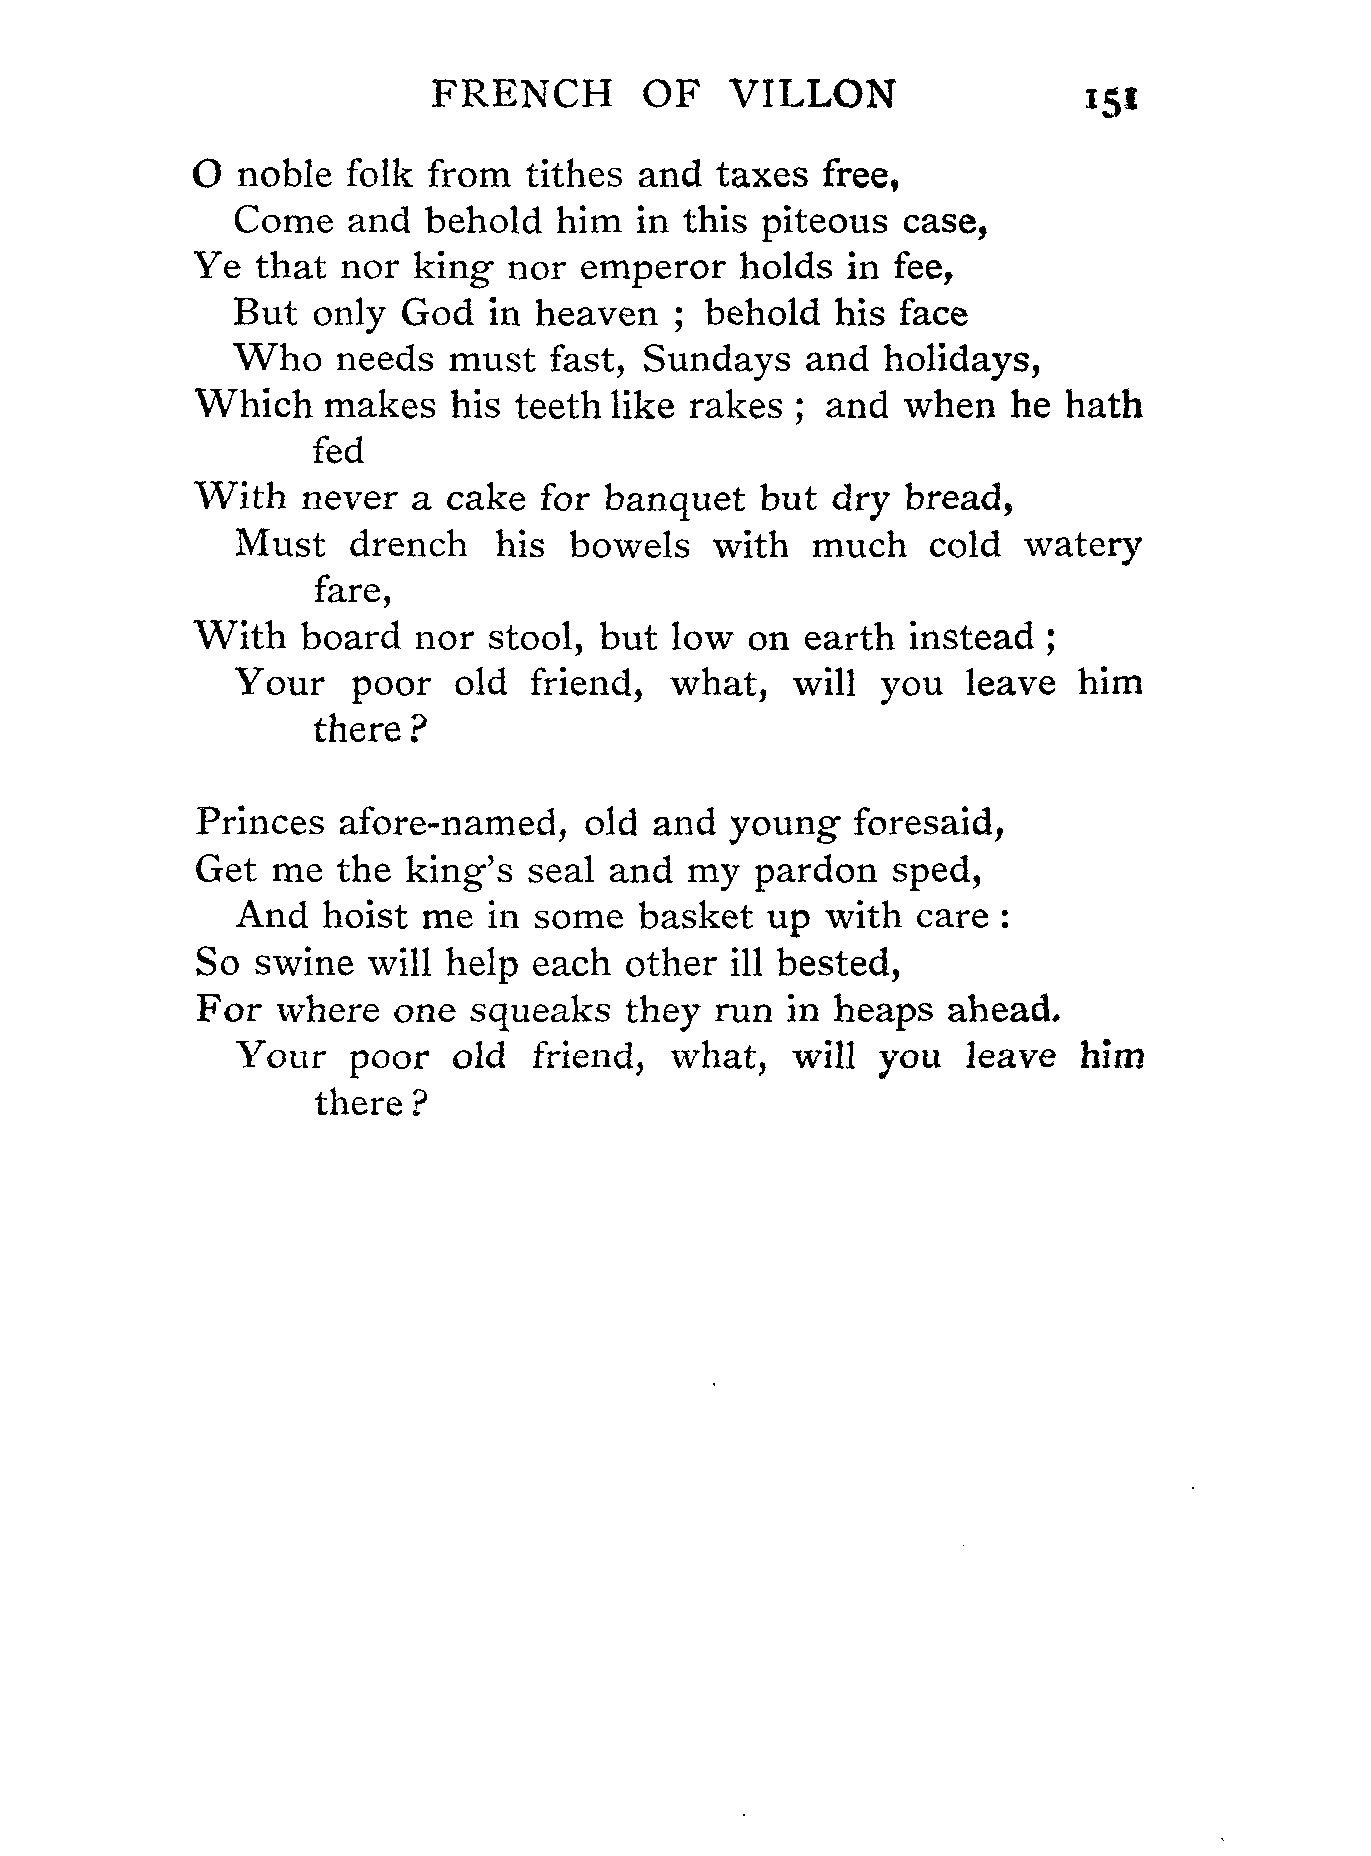 FRENCH OF VILLON 151
O noble folk from tithes and taxes free,
Come and behold him in this piteous case,
Ye that nor king nor emperor holds in fee,
But only God in heaven ; behold his face
Who needs must fast, Sundays and holidays,
Which makes his teeth like rakes ; and when he hath
fed
With never a cake for banquet but dry bread,
Must drench his bowels with much cold watery
fare,
With board nor stool, but low on earth instead ;
Your poor old friend, what, will you leave him
there ?
Princes afore-named, old and young foresaid,
Get me the king's seal and my pardon sped,
And hoist me in some basket up with care :
So swine will help each other ill bested,
For where one squeaks they run in heaps ahead.
Your poor old friend, what, will you leave him
there ?